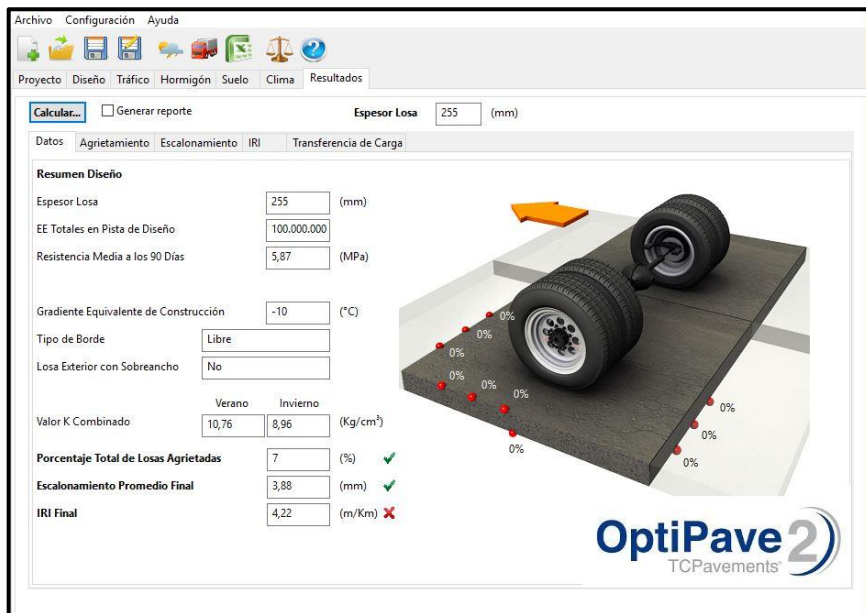 Archivo Configuración Ayuda
Proyecto Diseño Tráfico Hormigón Suelo Clima Resultados
Calcular... Generar reporte Espesor Losa 255 (mm)
Datos Agrietamiento Escalonamiento IRI Transferencia de Carga
Resumen Diseño
Espesor Losa 255 (mm)
EE Totales en Pista de Diseño 100.000.000
Resistencia Media a los 90 Días 5,87 (MPa)
Gradiente Equivalente de Construcción -10 (°C)
Tipo de Borde Libre
Losa Exterior con Sobreancho No
Verano Invierno
Valor K Combinado 10,76 8,96 (Kg/cm³)
Porcentaje Total de Losas Agrietadas 7 (%)
Escalonamiento Promedio Final 3,88 (mm)
IRI Final 4,22 (m/Km)
0%
0%
0%
0%
0%
0%
0%
0%
0%
0%
OptiPave 2
TCPavements